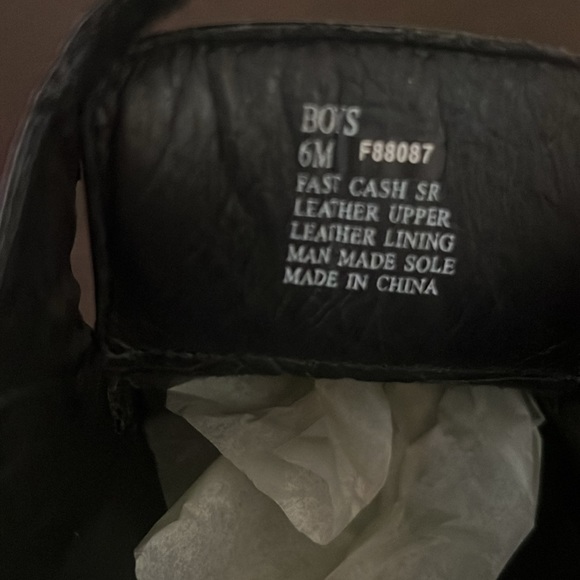 BOYS
6M F88087
FAST CASH SR
LEATHER UPPER
LEATHER LINING
MAN MADE SOLE
MADE IN CHINA